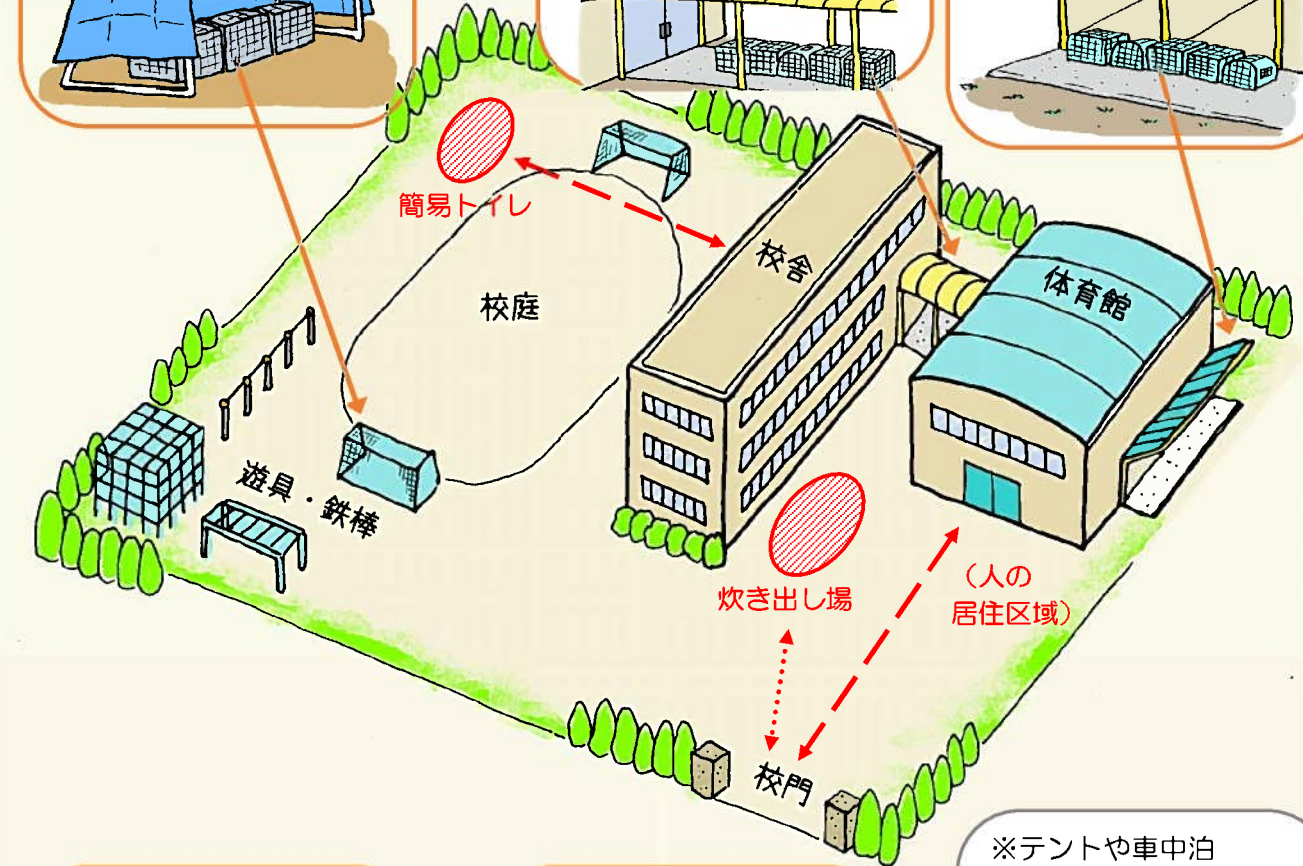 簡易トイレ
校舎
体育館
校庭
遊具・鉄棒
炊き出し場
(人の
居住区域)
校門
※テントや車中泊